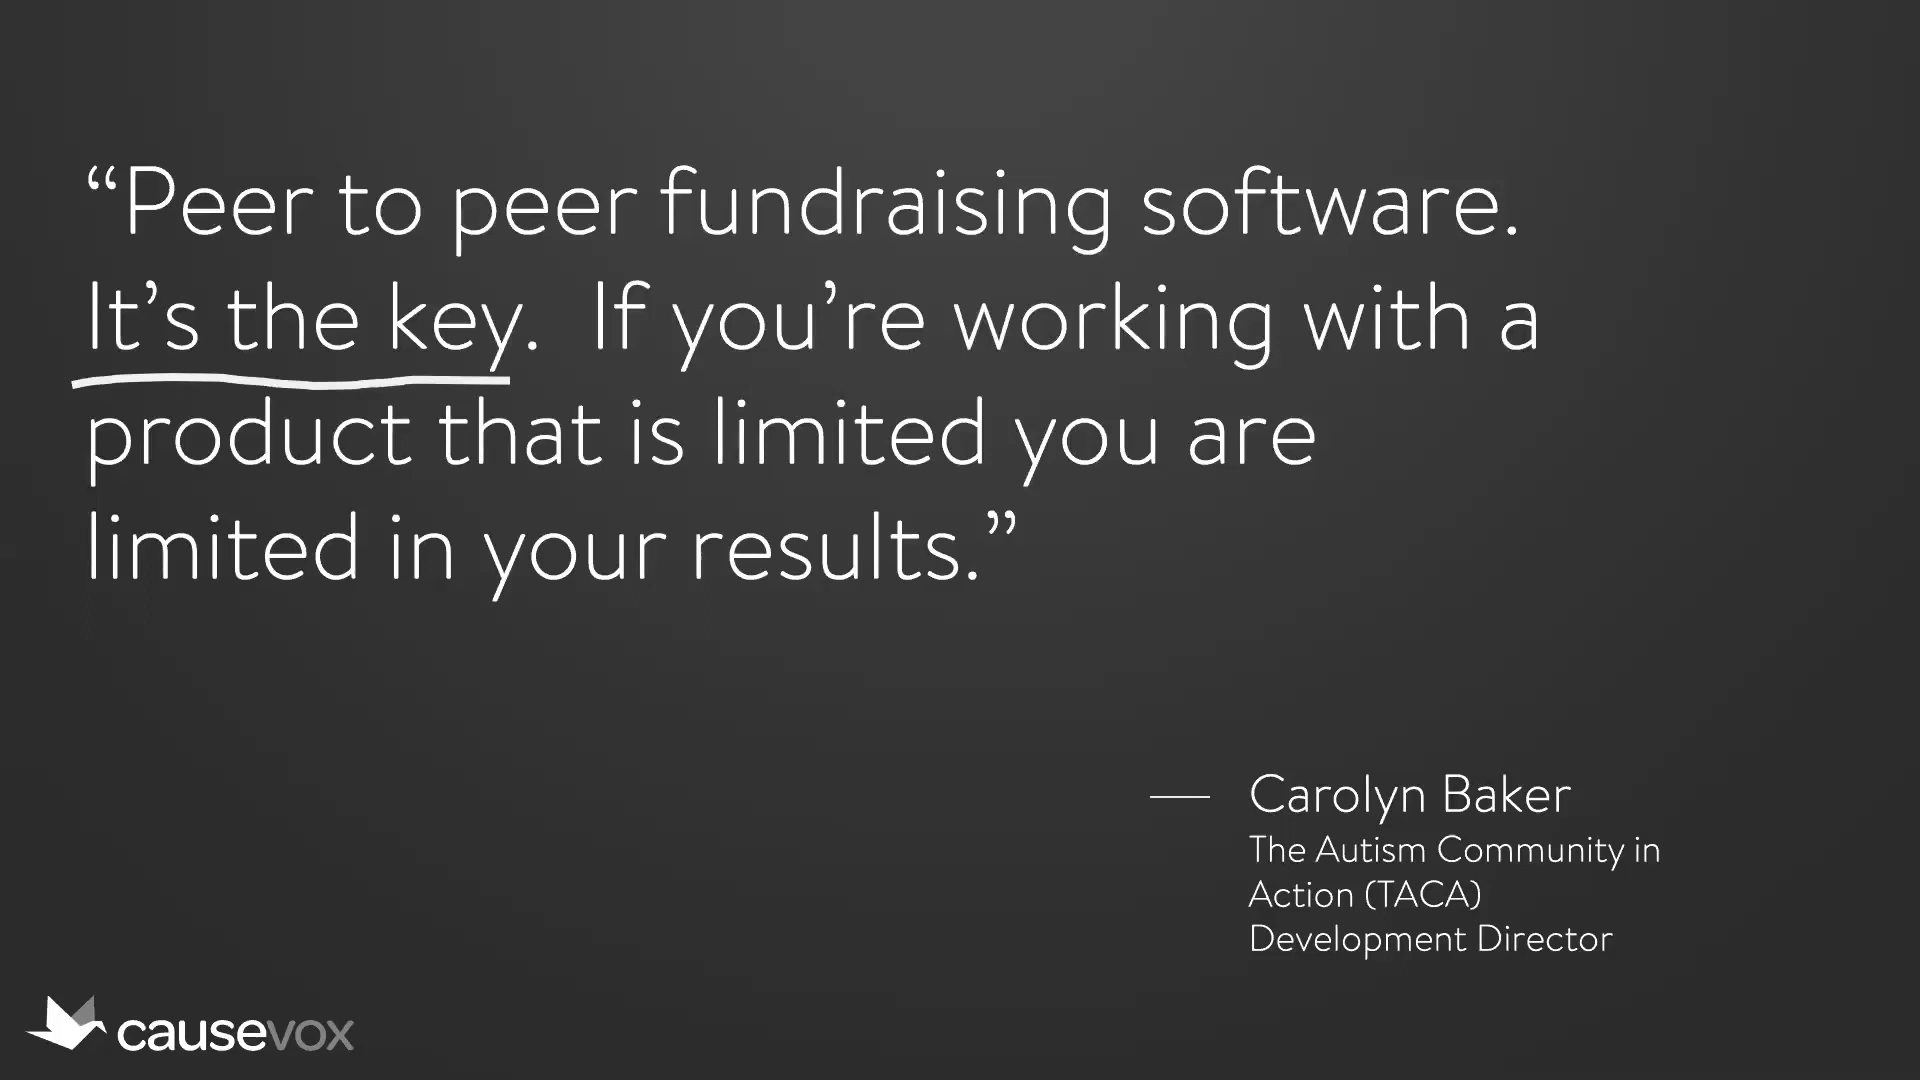 “Peer to peer fundraising software.
It’s the key.  If you’re working with a
product that is limited you are
limited in your results.”
Carolyn Baker
The Autism Community in
Action (TACA)
Development Director
causevox